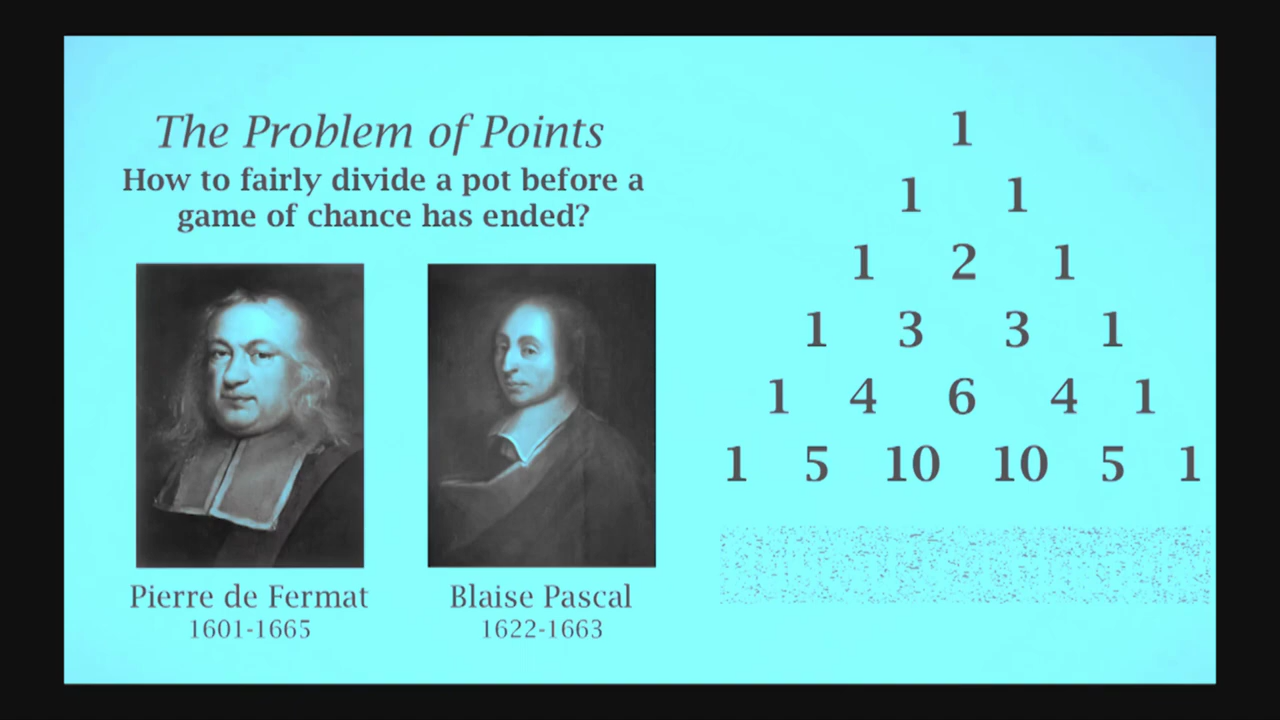 The Problem of Points
How to fairly divide a pot before a
game of chance has ended?
Pierre de Fermat
1601-1665
Blaise Pascal
1622-1663
1
1 1
1 2 1
1 3 3 1
1 4 6 4 1
1 5 10 10 5 1